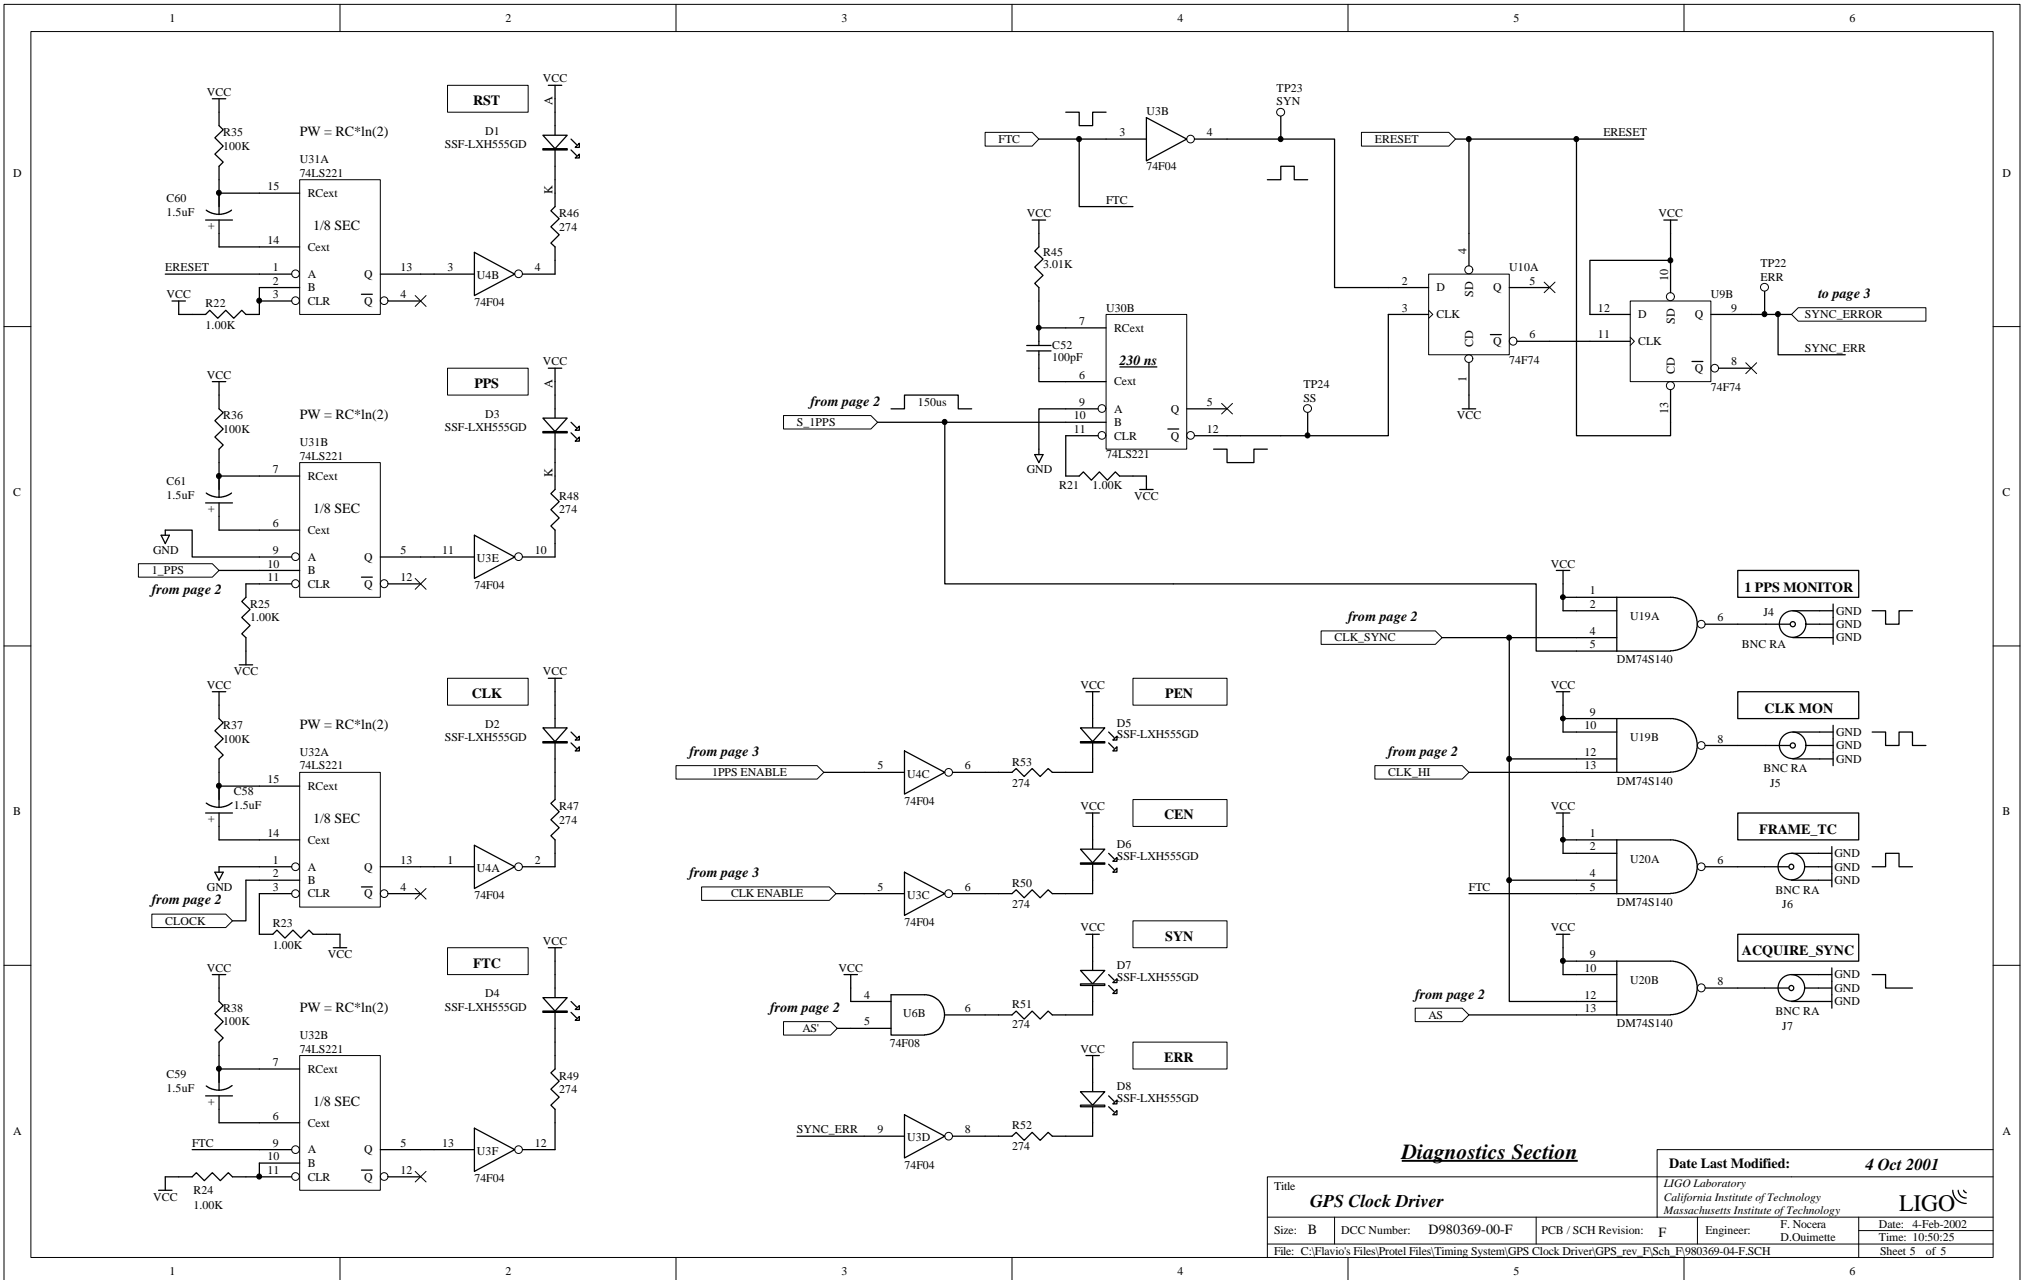 1 2 3 4 5 6
D
C
B
A
VCC
R35
100K
PW = RC*ln(2)
U31A
74LS221
C60
1.5uF
+
15 RCext
1/8 SEC
14 Cext
ERESET 1 A Q 13
2 B
3 CLR Q 4
VCC R22
1.00K
3 U4B 4
74F04
RST
D1
SSF-LXH555GD
VCC
A
K
R46
274
VCC
R36
100K
PW = RC*ln(2)
U31B
74LS221
C61
1.5uF
+
7 RCext
1/8 SEC
6 Cext
GND
9 A Q 5
1_PPS 10 B
11 CLR Q 12
from page 2
R25
1.00K
VCC
11 U3E 10
74F04
PPS
D3
SSF-LXH555GD
VCC
A
K
R48
274
VCC
R37
100K
PW = RC*ln(2)
U32A
74LS221
C58
1.5uF
+
15 RCext
1/8 SEC
14 Cext
1 A Q 13
GND 2 B
3 CLR Q 4
from page 2
CLOCK
R23
1.00K
VCC
1 U4A 2
74F04
CLK
D2
SSF-LXH555GD
VCC
R47
274
VCC
R38
100K
PW = RC*ln(2)
U32B
74LS221
C59
1.5uF
+
7 RCext
1/8 SEC
6 Cext
FTC 9 A Q 5
10 B
11 CLR Q 12
VCC R24
1.00K
13 U3F 12
74F04
FTC
D4
SSF-LXH555GD
VCC
R49
274
FTC
FTC
3 U3B 4
74F04
TP23
SYN
ERESET
ERESET
VCC
R45
3.01K
C52
100pF
U30B
7 RCext
230 ns
6 Cext
9 A Q 5
10 B
11 CLR Q 12
74LS221
GND
R21 1.00K
VCC
from page 2
S_1PPS
150us
TP24
SS
4
2 D SD Q 5
U10A
3 CLK
CD Q 6
74F74
1
VCC
VCC
10
12 D SD Q 9
U9B
11 CLK
CD Q 8
74F74
13
TP22
ERR
to page 3
SYNC_ERROR
SYNC_ERR
from page 3
1PPS ENABLE 5 U4C 6 R53
74F04 274
VCC
PEN
D5
SSF-LXH555GD
from page 3
CLK ENABLE 5 U3C 6 R50
74F04 274
VCC
CEN
D6
SSF-LXH555GD
VCC
4
from page 2
AS' 5 U6B 6 R51
74F08 274
VCC
SYN
D7
SSF-LXH555GD
SYNC_ERR 9 U3D 8 R52
74F04 274
VCC
ERR
D8
SSF-LXH555GD
from page 2
CLK_SYNC
VCC
1
2
4
5
U19A 6
DM74S140
1 PPS MONITOR
J4
BNC RA
GND
GND
GND
from page 2
CLK_HI
VCC
9
10
12
13
U19B 8
DM74S140
CLK MON
BNC RA
J5
GND
GND
GND
FTC
VCC
1
2
4
5
U20A 6
DM74S140
FRAME_TC
BNC RA
J6
GND
GND
GND
from page 2
AS
VCC
9
10
12
13
U20B 8
DM74S140
ACQUIRE_SYNC
BNC RA
J7
GND
GND
GND
Diagnostics Section
Date Last Modified: 4 Oct 2001
Title
GPS Clock Driver
LIGO Laboratory
California Institute of Technology
Massachusetts Institute of Technology
LIGO
Size: B DCC Number: D980369-00-F PCB / SCH Revision: F Engineer: F. Nocera
D.Ouimette
Date: 4-Feb-2002
Time: 10:50:25
File: C:\Flavio's Files\Protel Files\Timing System\GPS Clock Driver\GPS_rev_F\Sch_F\980369-04-F.SCH
Sheet 5 of 5
D
C
B
A
1 2 3 4 5 6